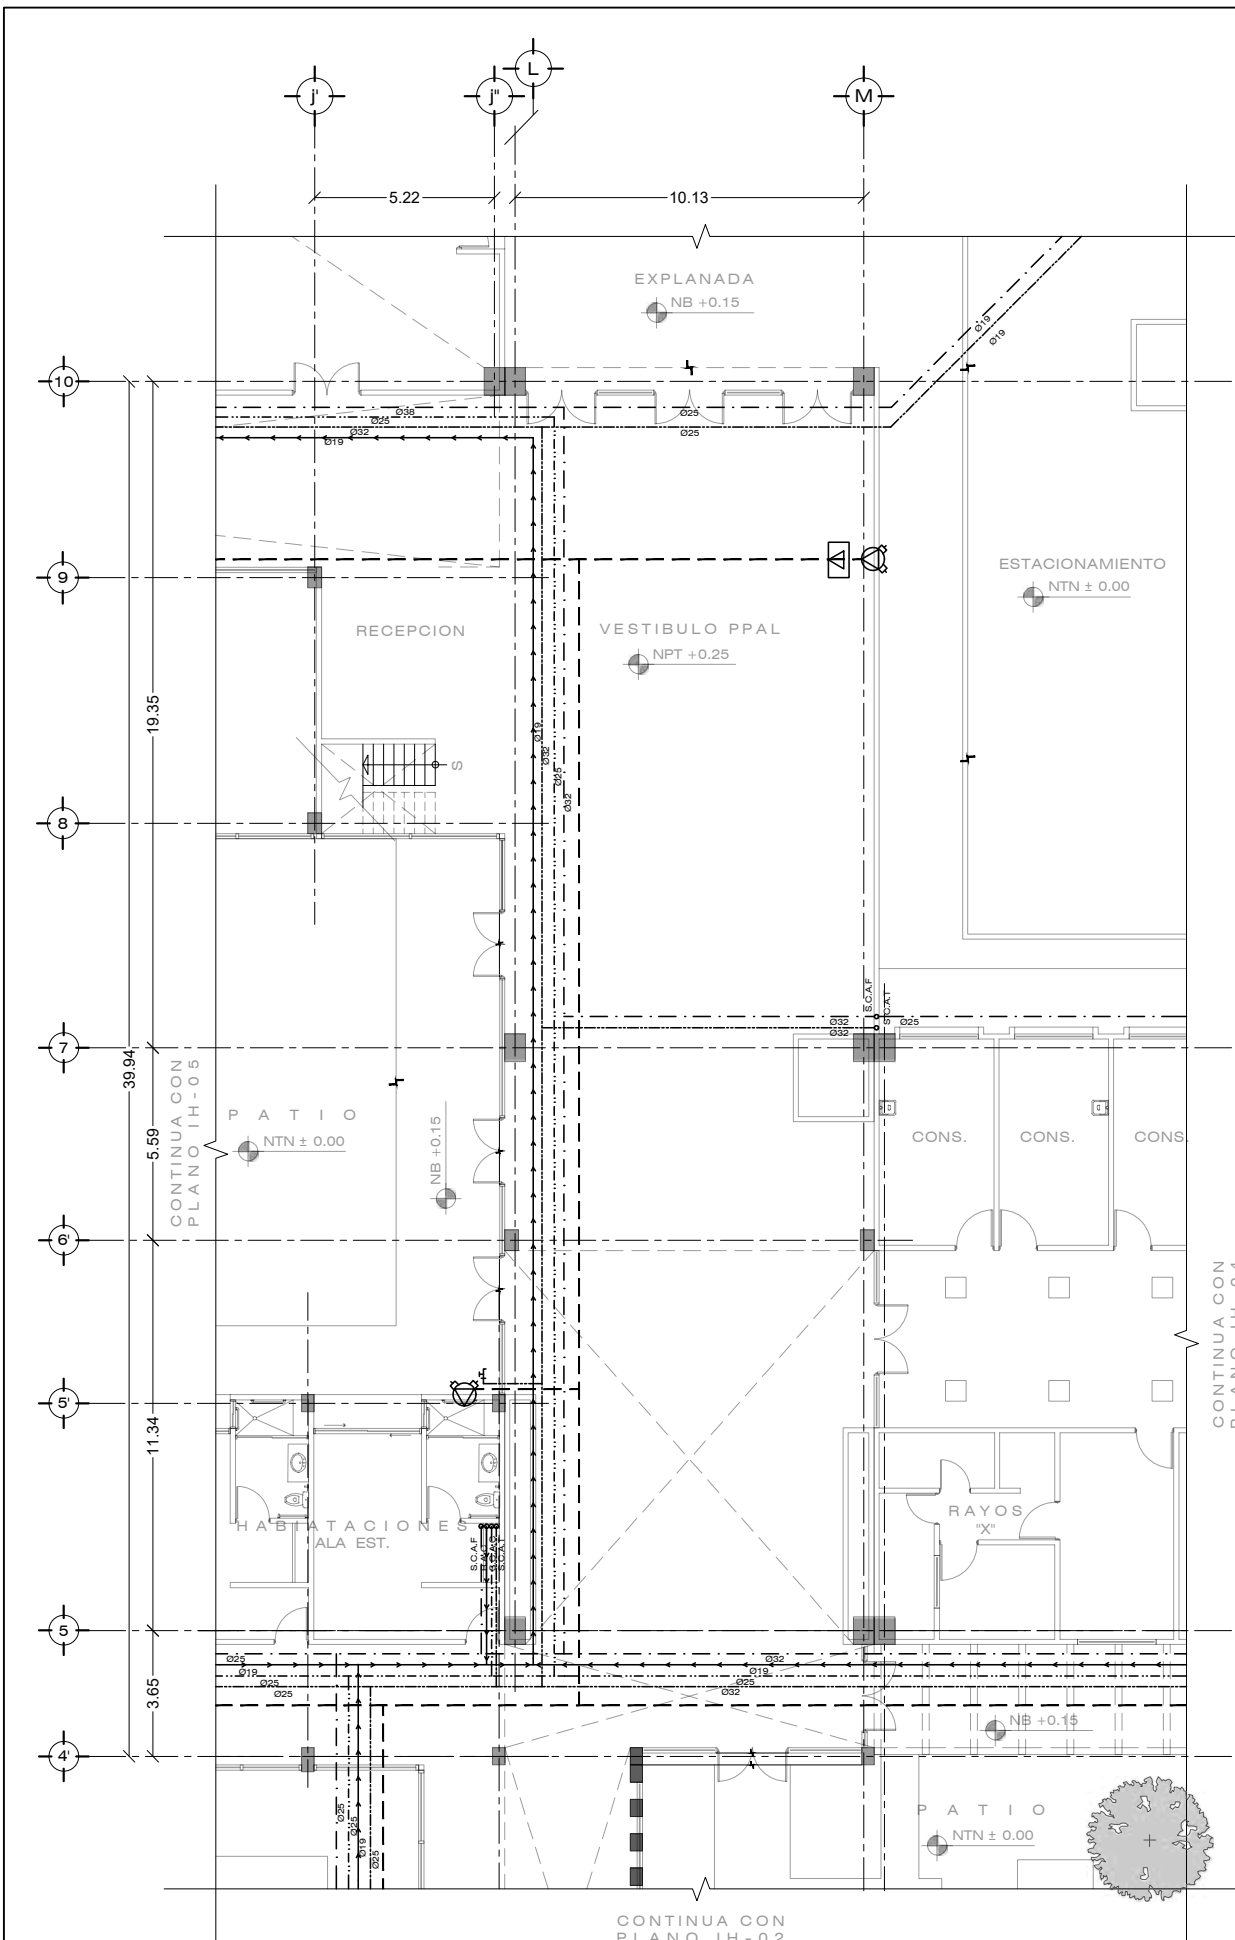 L
j'
j"
M
5.22
10.13
EXPLANADA
NB +0.15
Ø19
Ø19
10
Ø38
Ø25
Ø25
Ø32
Ø25
Ø19
9
ESTACIONAMIENTO
NTN ± 0.00
RECEPCION
VESTIBULO PPAL
NPT +0.25
19.35
Ø19
Ø32
Ø25
Ø32
S
8
S.C.A.F
S.C.A.T
Ø32
Ø25
Ø32
7
39.94
CONTINUA CON
PLANO IH-05
PATIO
NTN ± 0.00
NB +0.15
5.59
CONS.
CONS.
CONS.
6'
CONTINUA CON
5'
11.34
HABIATACIONES
ALA EST.
S.C.A.F
S.C.A.T
RAYOS
"X"
5
Ø25
Ø19
Ø25
Ø25
Ø32
Ø19
Ø25
Ø32
3.65
NB +0.15
4'
Ø25
Ø25
Ø19
Ø25
PATIO
NTN ± 0.00
CONTINUA CON
PLANO IH-02